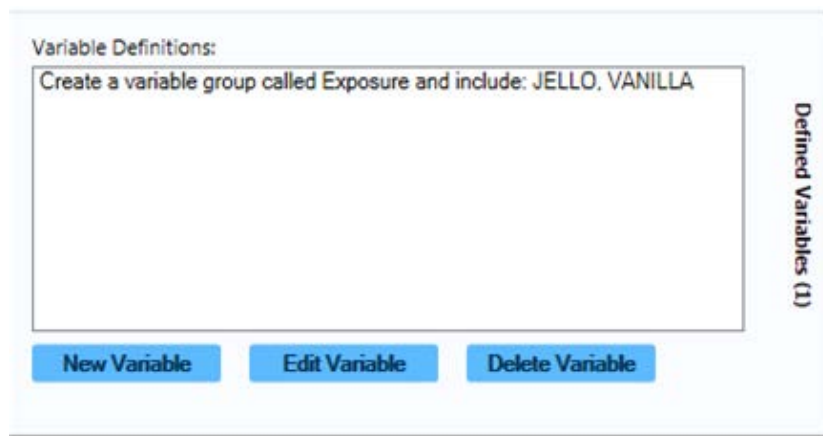 Variable Definitions:
Create a variable group called Exposure and include: JELLO, VANILLA
Defined Variables (1)
New Variable
Edit Variable
Delete Variable